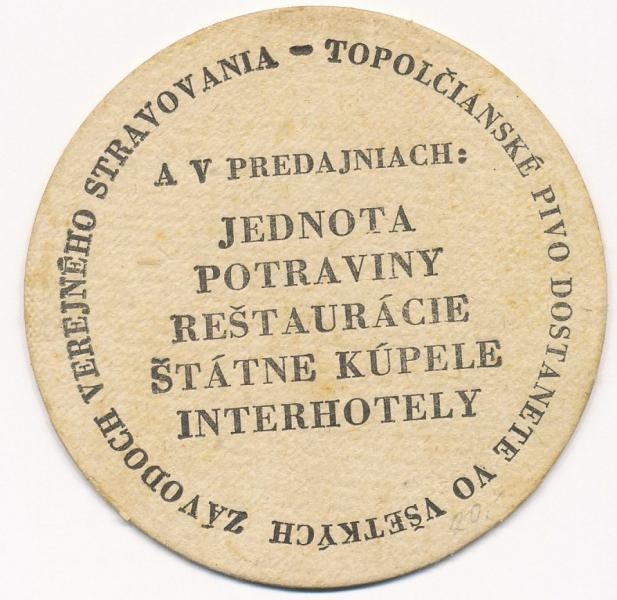 TOPOLČIANSKÉ PIVO DOSTANETE VO VŠETKÝCH ZÁVODOCH VEREJNÉHO STRAVOVANIA –
A V PREDAJNIACH:
JEDNOTA
POTRAVINY
REŠTAURÁCIE
ŠTÁTNE KÚPELE
INTERHOTELY